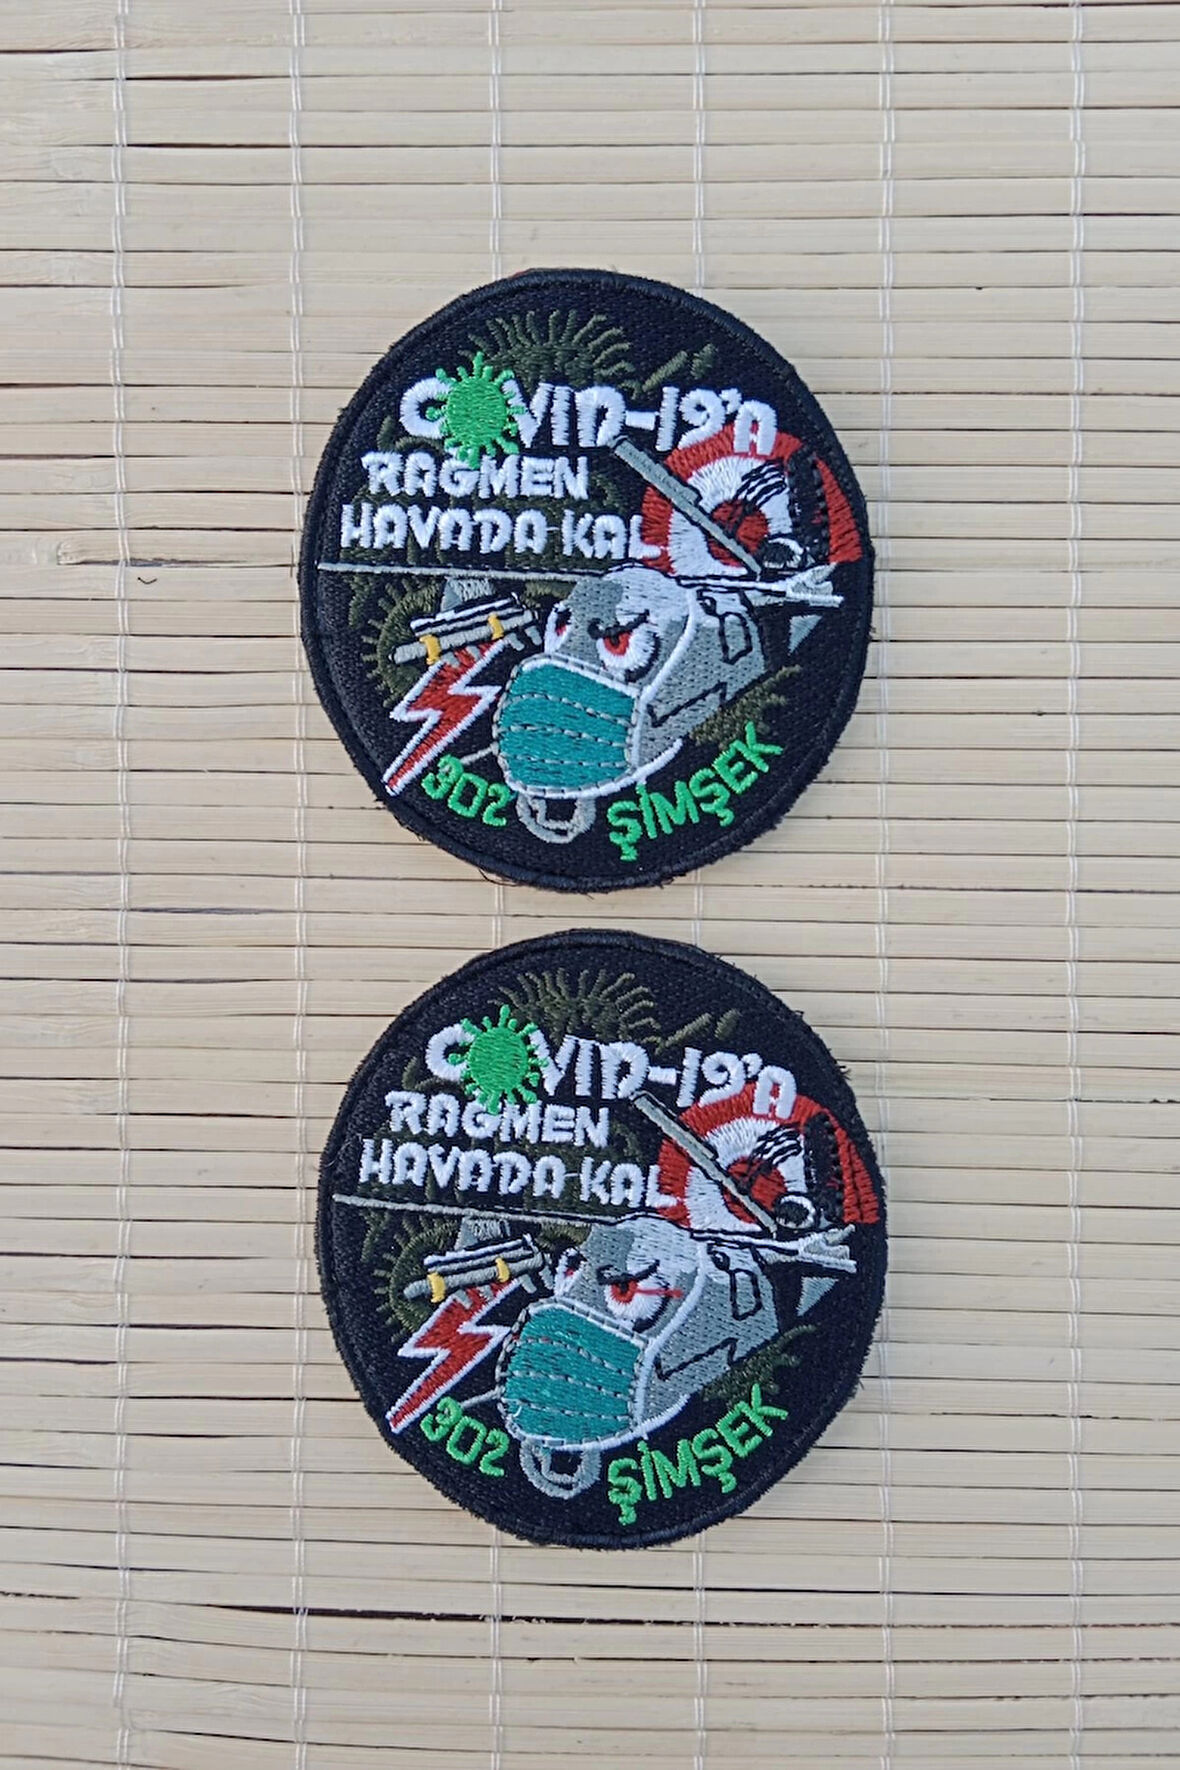 COVID-19'A
RAGMEN
HAVADA KAL
302 ŞİMŞEK
COVID-19'A
RAGMEN
HAVADA KAL
302 ŞİMŞEK